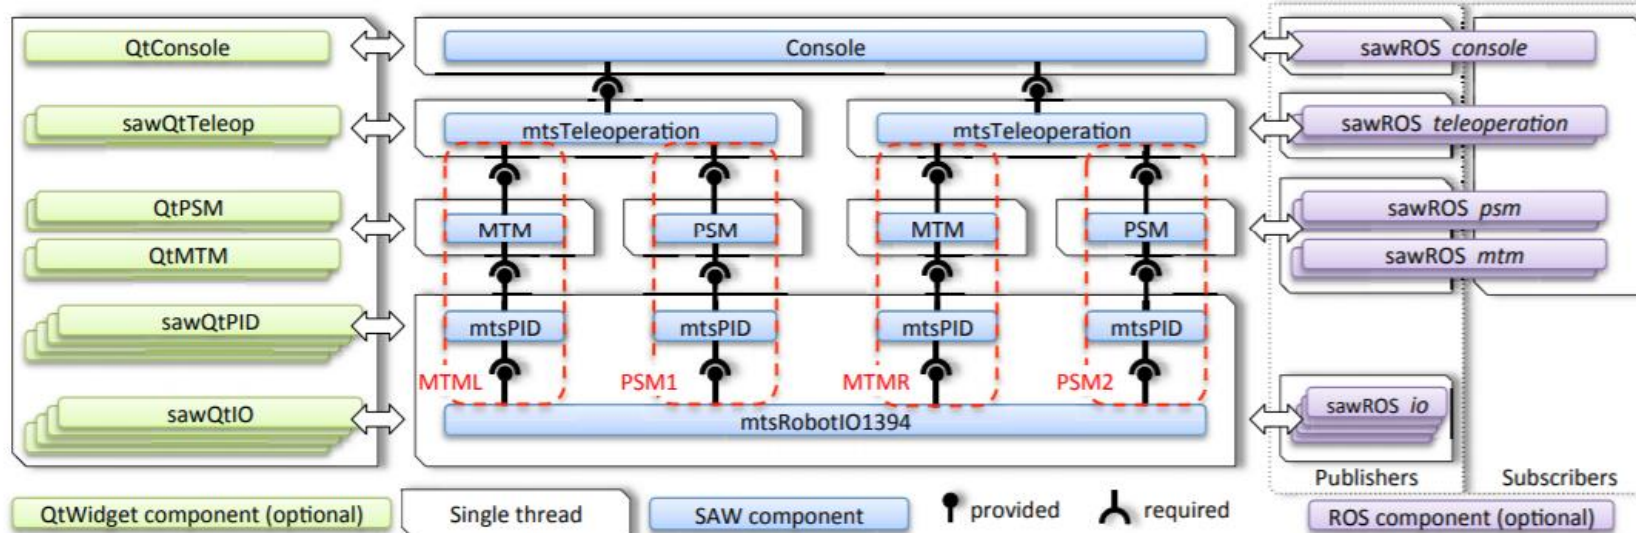 QtConsole
Console
sawROS console
sawQtTeleop
mtsTeleoperation
mtsTeleoperation
sawROS teleoperation
QtPSM
QtMTM
MTM
PSM
MTM
PSM
sawROS psm
sawROS mtm
sawQtPID
mtsPID
mtsPID
mtsPID
mtsPID
MTML
PSM1
MTMR
PSM2
sawQtIO
mtsRobotIO1394
sawROS io
Publishers
Subscribers
QtWidget component (optional)
Single thread
SAW component
provided
required
ROS component (optional)